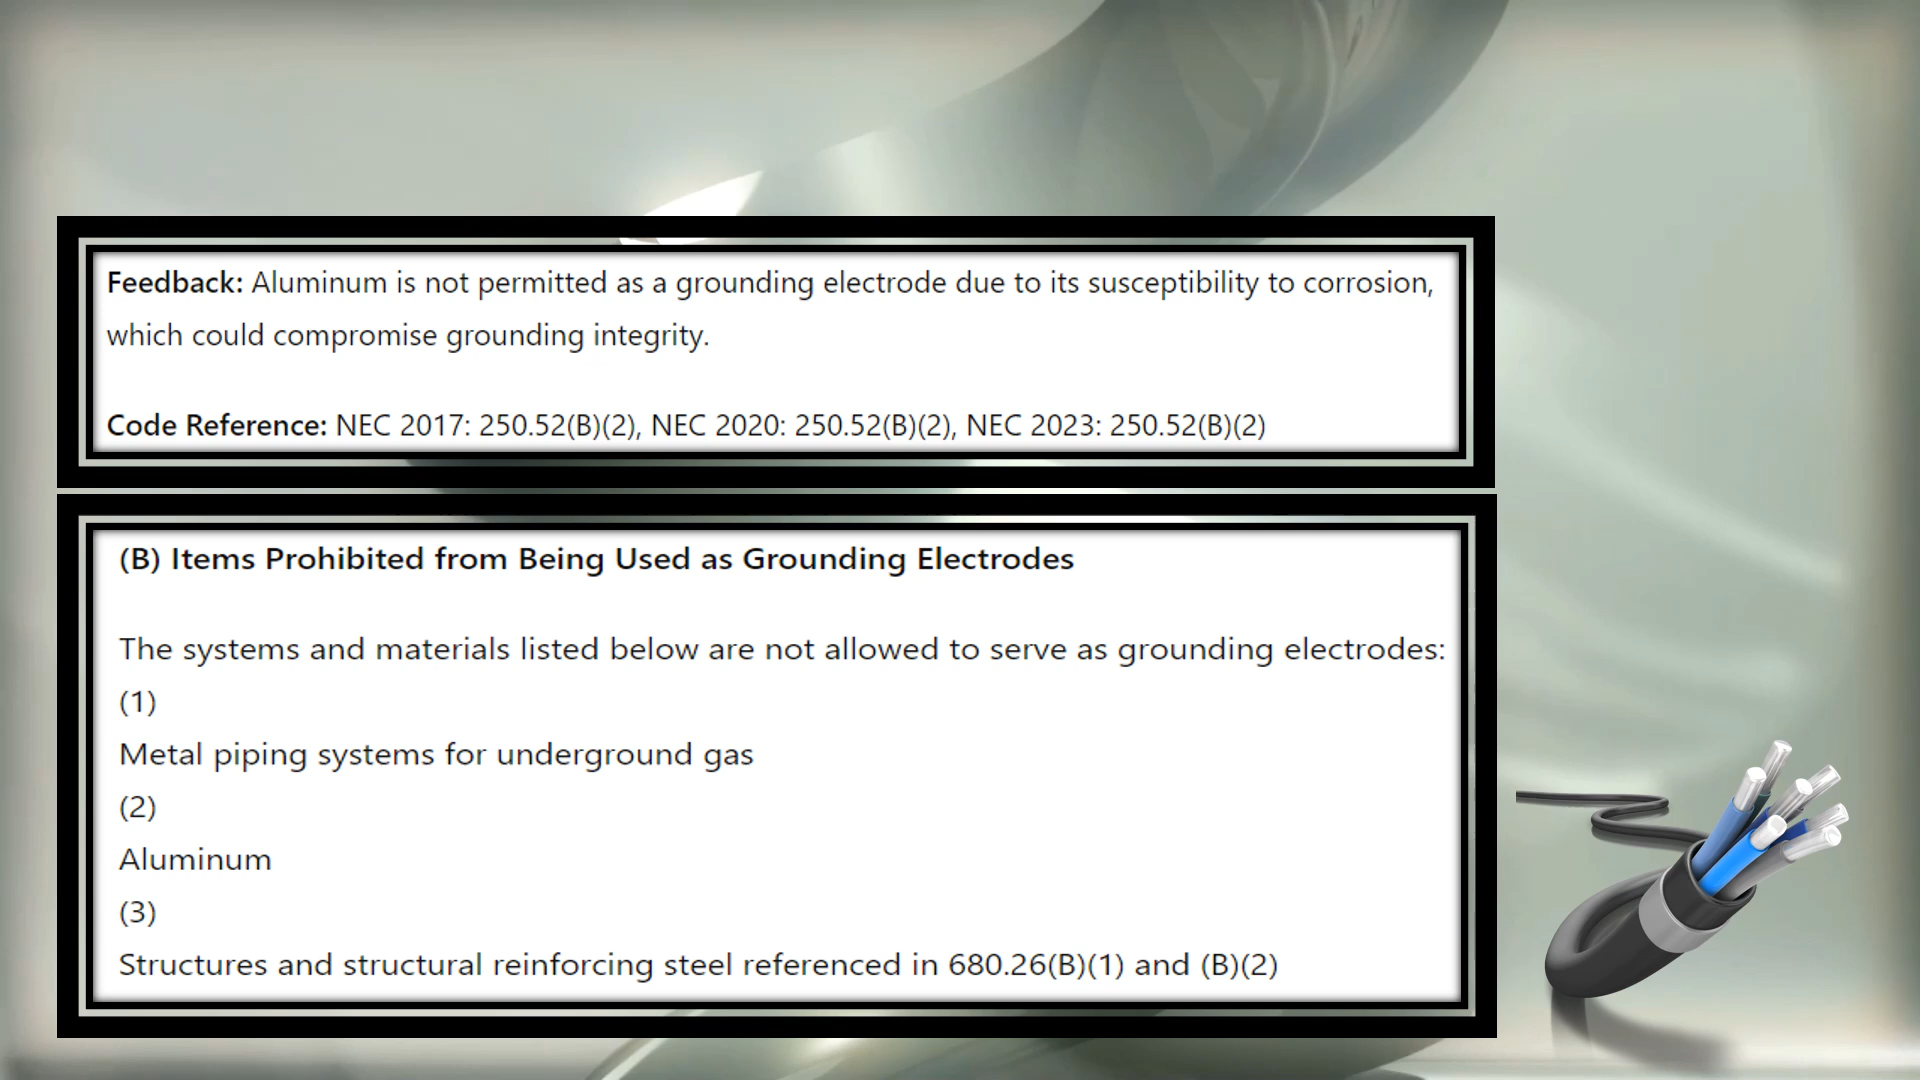 Feedback: Aluminum is not permitted as a grounding electrode due to its susceptibility to corrosion,
which could compromise grounding integrity.
Code Reference: NEC 2017: 250.52(B)(2), NEC 2020: 250.52(B)(2), NEC 2023: 250.52(B)(2)
(B) Items Prohibited from Being Used as Grounding Electrodes
The systems and materials listed below are not allowed to serve as grounding electrodes:
(1)
Metal piping systems for underground gas
(2)
Aluminum
(3)
Structures and structural reinforcing steel referenced in 680.26(B)(1) and (B)(2)